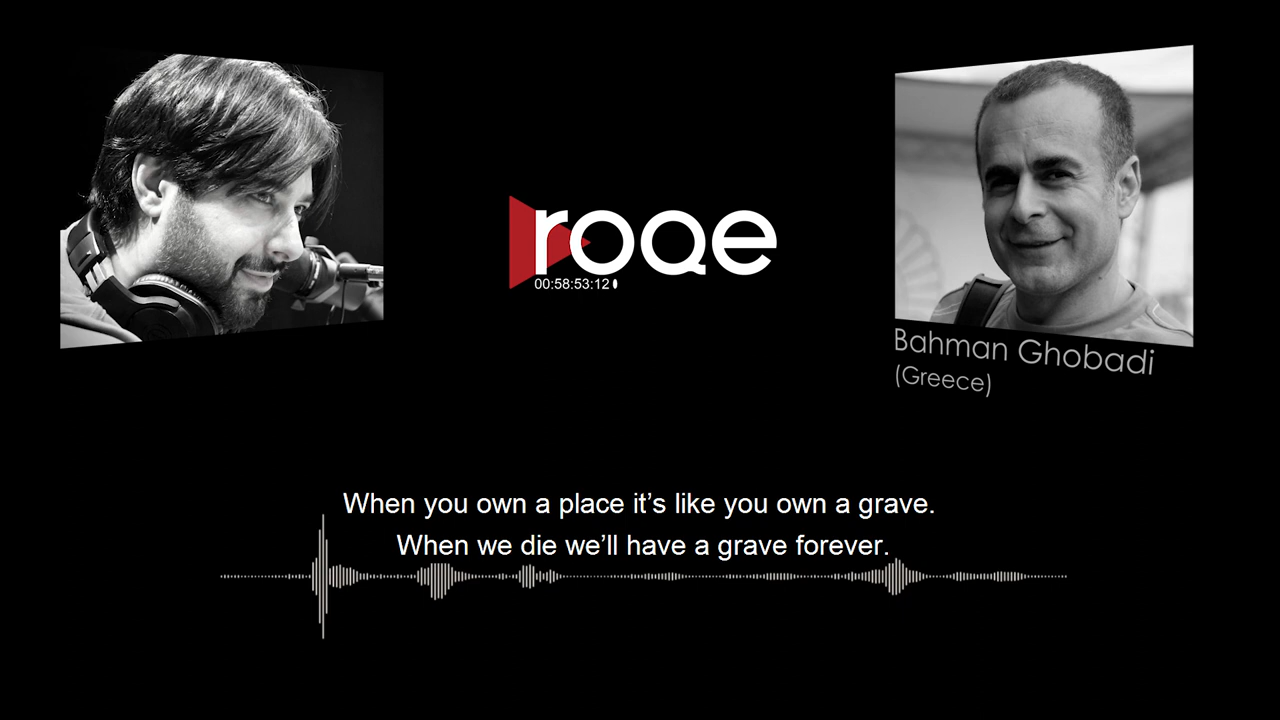 roqe
00:58:53:12
Bahman Ghobadi
(Greece)
When you own a place it’s like you own a grave.
When we die we’ll have a grave forever.